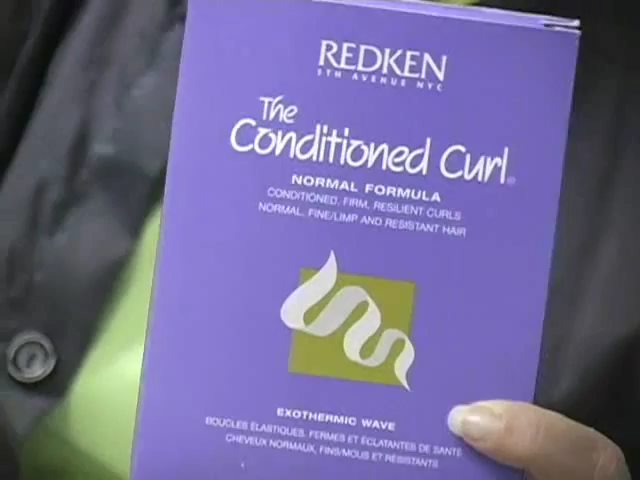 REDKEN
5TH AVENUE NYC
The
Conditioned Curl®
NORMAL FORMULA
CONDITIONED, FIRM, RESILIENT CURLS
NORMAL, FINE/LIMP AND RESISTANT HAIR
EXOTHERMIC WAVE
BOUCLES ÉLASTIQUES, FERMES ET ÉCLATANTES DE SANTÉ
CHEVEUX NORMAUX, FINS/MOUS ET RÉSISTANTS